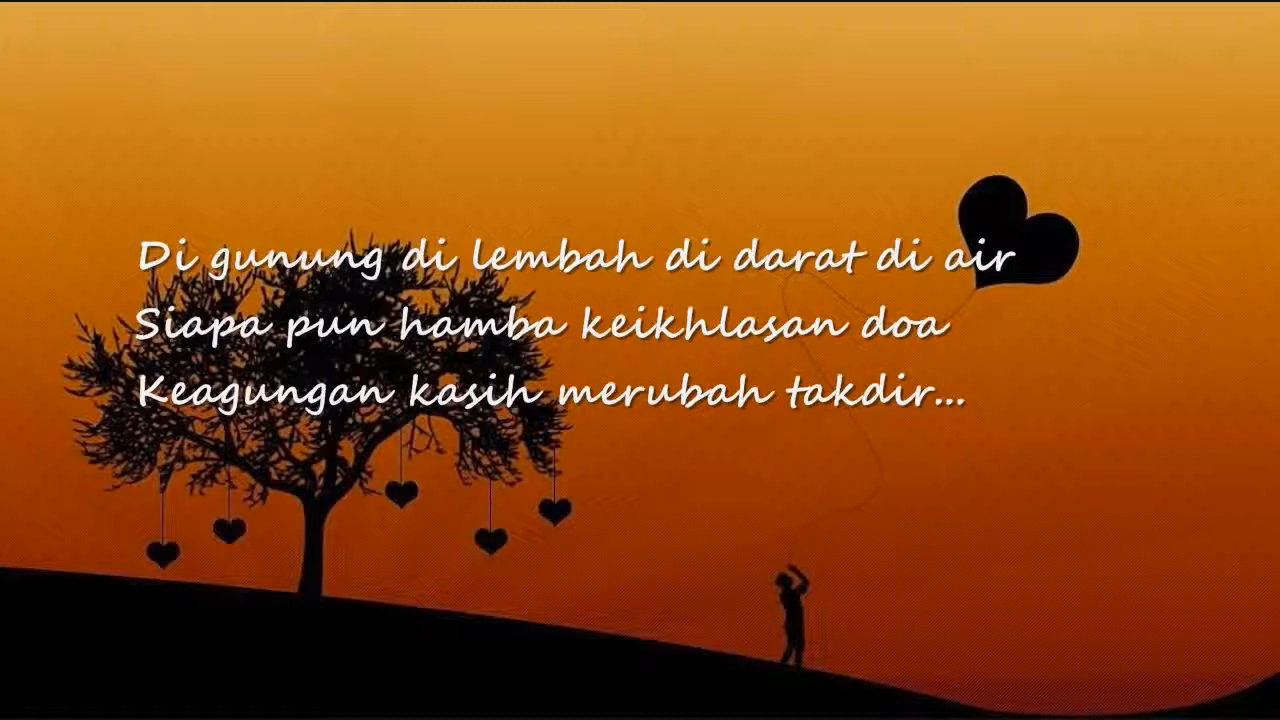 Di gunung di lembah di darat di air
Siapa pun hamba keikhlasan doa
Keagungan kasih merubah takdir...